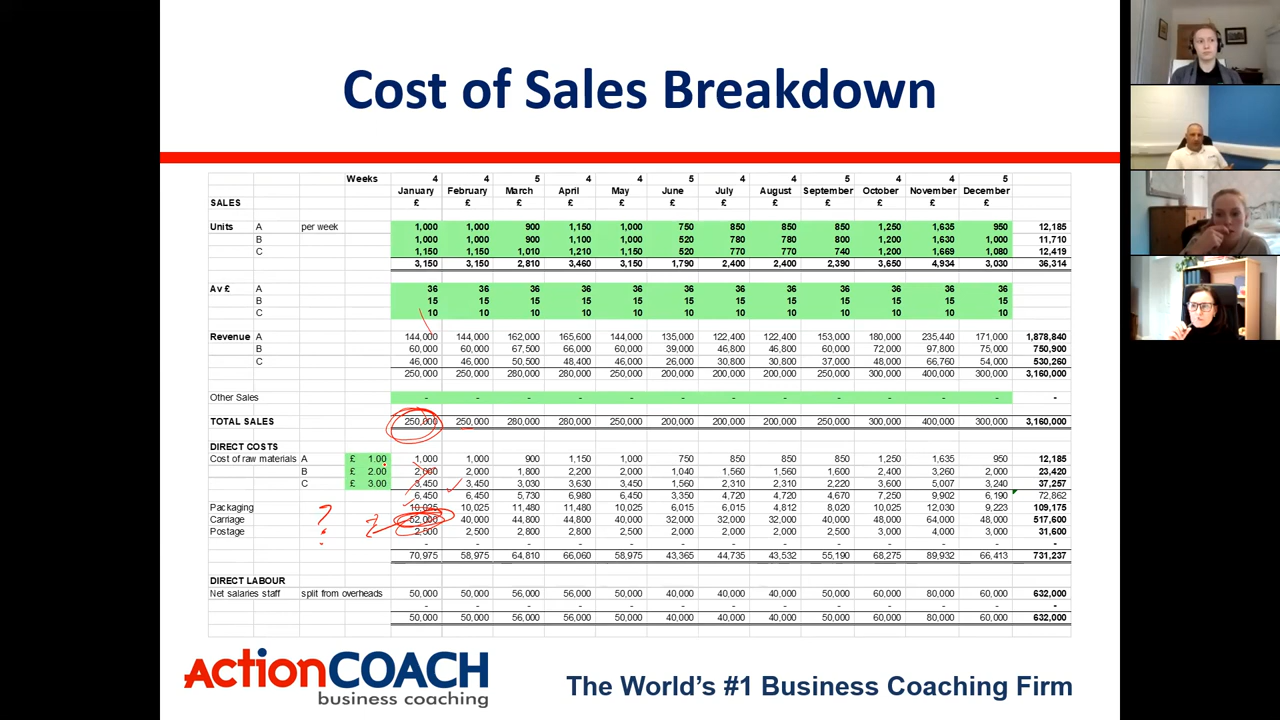 Cost of Sales Breakdown
Weeks 4 4 5 4 4 5 4 4 5 4 4 5
January February March April May June July August September October November December
SALES £ £ £ £ £ £ £ £ £ £ £ £
Units A per week 1,000 1,000 900 1,150 1,000 750 850 850 850 1,250 1,635 950 12,185
B 1,000 1,000 900 1,100 1,000 520 780 780 800 1,200 1,630 1,000 11,710
C 1,150 1,150 1,010 1,210 1,150 520 770 770 740 1,200 1,669 1,080 12,419
3,150 3,150 2,810 3,460 3,150 1,790 2,400 2,400 2,390 3,650 4,934 3,030 36,314
Av £ A 36 36 36 36 36 36 36 36 36 36 36 36
B 15 15 15 15 15 15 15 15 15 15 15 15
C 10 10 10 10 10 10 10 10 10 10 10 10
Revenue A 144,000 144,000 162,000 165,600 144,000 135,000 122,400 122,400 153,000 180,000 235,440 171,000 1,878,840
B 60,000 60,000 67,500 66,000 60,000 39,000 46,800 46,800 60,000 72,000 97,800 75,000 750,900
C 46,000 46,000 50,500 48,400 46,000 26,000 30,800 30,800 37,000 48,000 66,760 54,000 530,260
250,000 250,000 280,000 280,000 250,000 200,000 200,000 200,000 250,000 300,000 400,000 300,000 3,160,000
Other Sales - - - - - - - - - - - - -
TOTAL SALES 250,000 250,000 280,000 280,000 250,000 200,000 200,000 200,000 250,000 300,000 400,000 300,000 3,160,000
DIRECT COSTS
Cost of raw materials A £ 1.00 1,000 1,000 900 1,150 1,000 750 850 850 850 1,250 1,635 950 12,185
B £ 2.00 2,000 2,000 1,800 2,200 2,000 1,040 1,560 1,560 1,600 2,400 3,260 2,000 23,420
C £ 3.00 3,450 3,450 3,030 3,630 3,450 1,560 2,310 2,310 2,220 3,600 5,007 3,240 37,257
6,450 6,450 5,730 6,980 6,450 3,350 4,720 4,720 4,670 7,250 9,902 6,190 72,862
Packaging 10,025 10,025 11,480 11,480 10,025 6,015 6,015 4,812 8,020 10,025 12,030 9,223 109,175
Carriage 52,000 40,000 44,800 44,800 40,000 32,000 32,000 32,000 40,000 48,000 64,000 48,000 517,600
Postage 2,500 2,500 2,800 2,800 2,500 2,000 2,000 2,000 2,500 3,000 4,000 3,000 31,600
- - - - - - - - - - - - -
70,975 58,975 64,810 66,060 58,975 43,365 44,735 43,532 55,190 68,275 89,932 66,413 731,237
?
?
DIRECT LABOUR
Net salaries staff split from overheads 50,000 50,000 56,000 56,000 50,000 40,000 40,000 40,000 50,000 60,000 80,000 60,000 632,000
- - - - - - - - - - - - -
50,000 50,000 56,000 56,000 50,000 40,000 40,000 40,000 50,000 60,000 80,000 60,000 632,000
ActionCOACH
business coaching
The World's #1 Business Coaching Firm